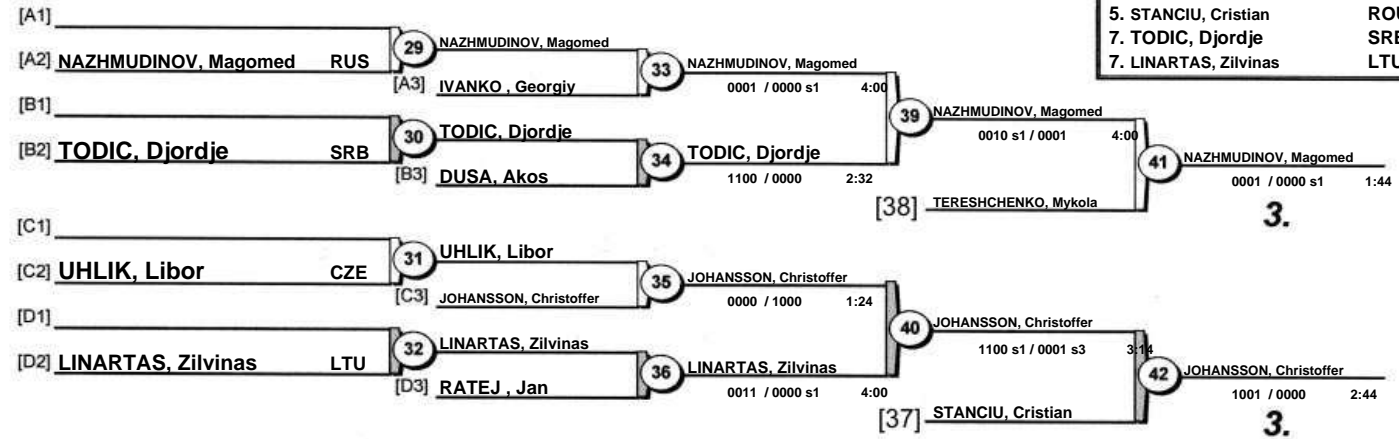 5. STANCIU, Cristian ROU
7. TODIC, Djordje SRB
7. LINARTAS, Zilvinas LTU
[A1]
[A2] NAZHMUDINOV, Magomed RUS
29
NAZHMUDINOV, Magomed
[A3] IVANKO , Georgiy
33
NAZHMUDINOV, Magomed
0001 / 0000 s1 4:00
[B1]
[B2] TODIC, Djordje SRB
30
TODIC, Djordje
[B3] DUSA, Akos
34
TODIC, Djordje
1100 / 0000 2:32
39
NAZHMUDINOV, Magomed
0010 s1 / 0001 4:00
[38] TERESHCHENKO, Mykola
41
NAZHMUDINOV, Magomed
0001 / 0000 s1 1:44
3.
[C1]
[C2] UHLIK, Libor CZE
31
UHLIK, Libor
[C3] JOHANSSON, Christoffer
35
JOHANSSON, Christoffer
0000 / 1000 1:24
[D1]
[D2] LINARTAS, Zilvinas LTU
32
LINARTAS, Zilvinas
[D3] RATEJ , Jan
36
LINARTAS, Zilvinas
0011 / 0000 s1 4:00
40
JOHANSSON, Christoffer
1100 s1 / 0001 s3 3:14
[37] STANCIU, Cristian
42
JOHANSSON, Christoffer
1001 / 0000 2:44
3.